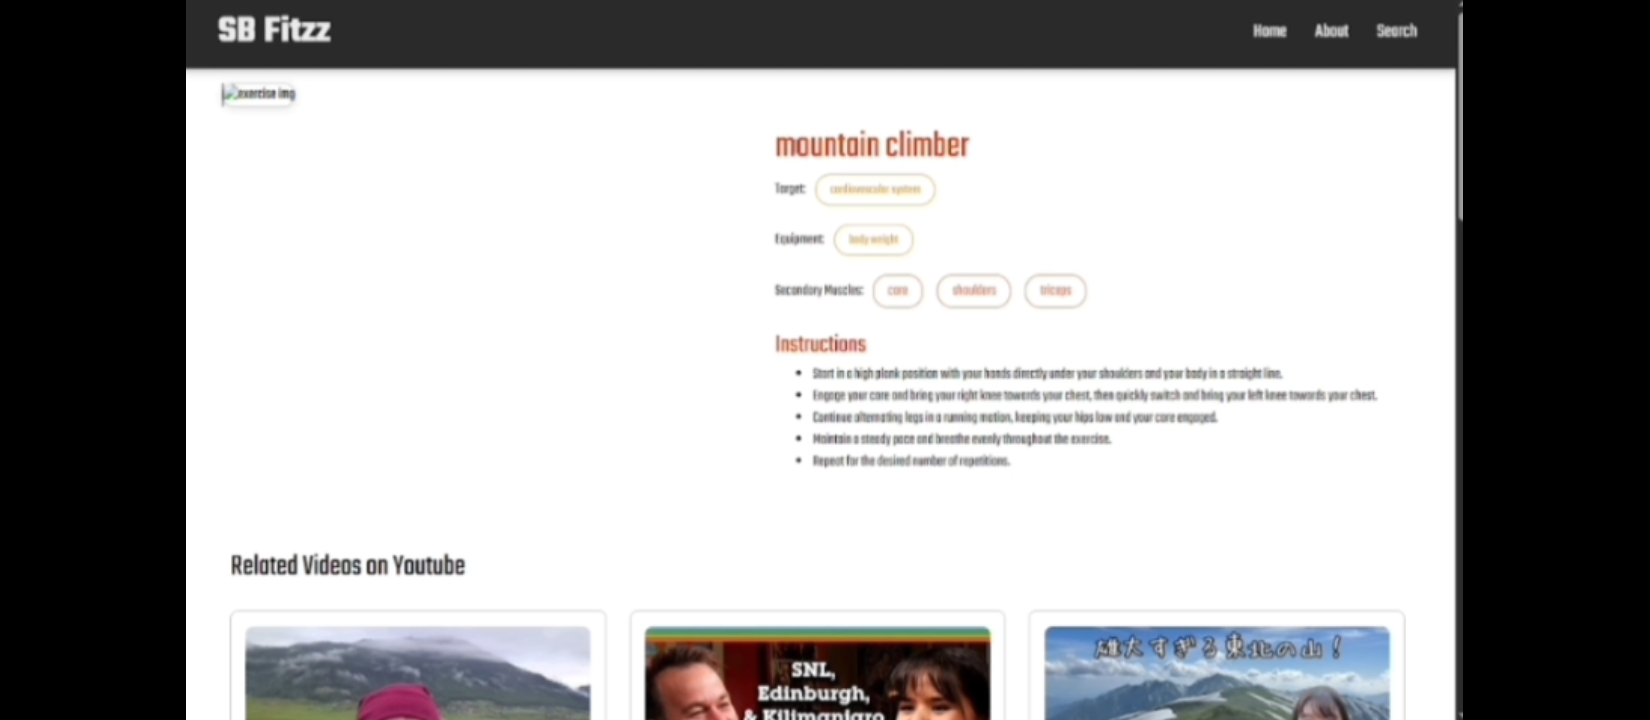 SB Fitzz
Home About Search
exercise img
mountain climber
Target: cardiovascular system
Equipment: body weight
Secondary Muscles: core shoulders triceps
Instructions
Start in a high plank position with your hands directly under your shoulders and your body in a straight line.
Engage your core and bring your right knee towards your chest, then quickly switch and bring your left knee towards your chest.
Continue alternating legs in a running motion, keeping your hips low and your core engaged.
Maintain a steady pace and breathe evenly throughout the exercise.
Repeat for the desired number of repetitions.
Related Videos on Youtube
SNL,
Edinburgh,
& Kilimanjaro
雄大すぎる東北の山!